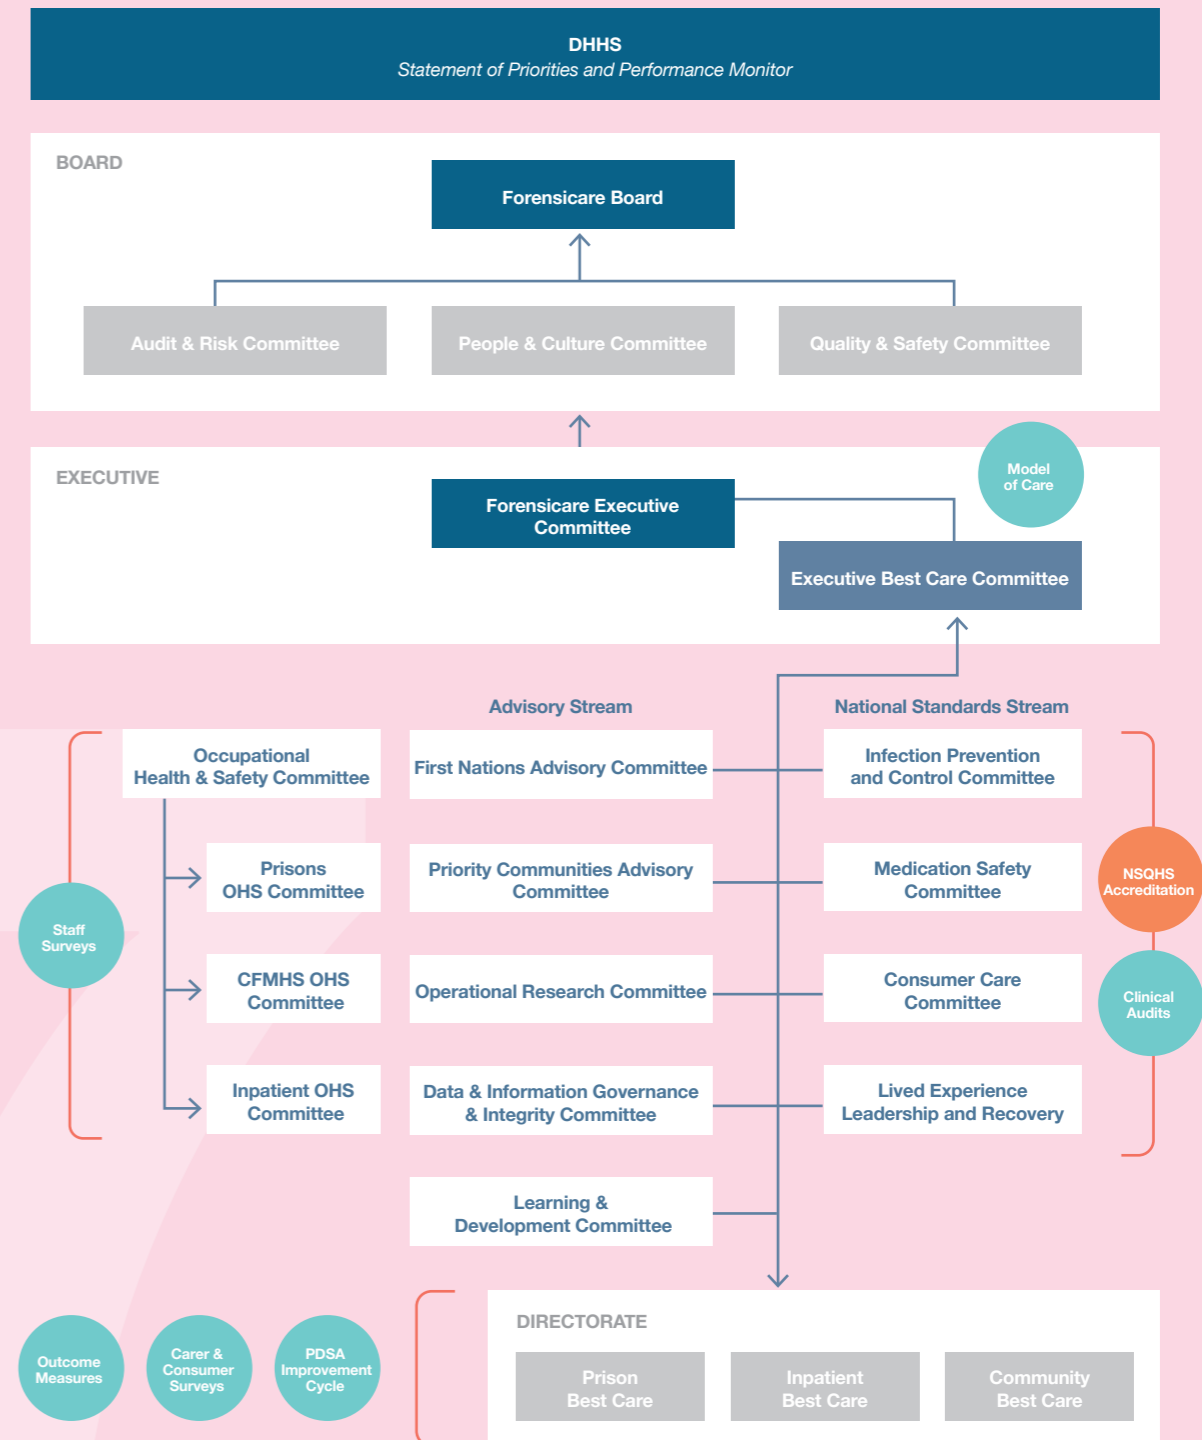 DHHS
Statement of Priorities and Performance Monitor
BOARD
Forensicare Board
Audit & Risk Committee
People & Culture Committee
Quality & Safety Committee
EXECUTIVE
Model
of Care
Forensicare Executive
Committee
Executive Best Care Committee
Advisory Stream
National Standards Stream
Occupational
Health & Safety Committee
First Nations Advisory Committee
Infection Prevention
and Control Committee
Prisons
OHS Committee
Priority Communities Advisory
Committee
Medication Safety
Committee
NSQHS
Accreditation
Staff
Surveys
CFMHS OHS
Committee
Operational Research Committee
Consumer Care
Committee
Clinical
Audits
Inpatient OHS
Committee
Data & Information Governance
& Integrity Committee
Lived Experience
Leadership and Recovery
Learning &
Development Committee
Outcome
Measures
Carer &
Consumer
Surveys
PDSA
Improvement
Cycle
DIRECTORATE
Prison
Best Care
Inpatient
Best Care
Community
Best Care